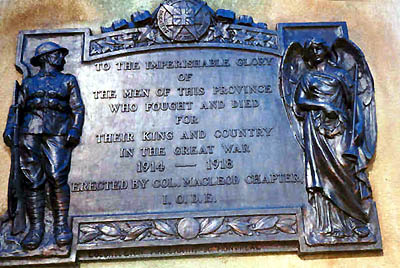 TO THE IMPERISHABLE GLORY
OF
THE MEN OF THIS PROVINCE
WHO FOUGHT AND DIED
FOR
THEIR KING AND COUNTRY
IN THE GREAT WAR
1914 — 1918
ERECTED BY COL. MACLEOD CHAPTER,
I. O. D. E.